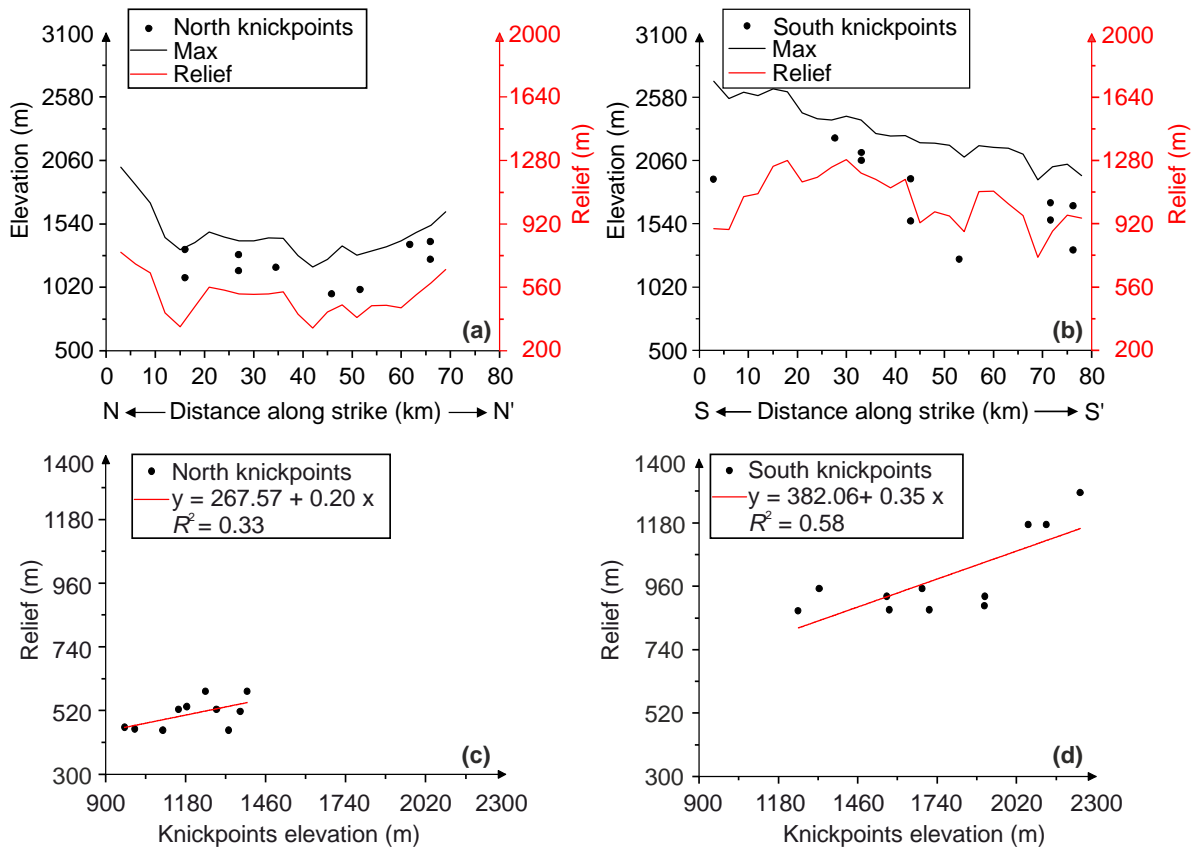 North knickpoints
Max
Relief
3100
2580
2060
1540
1020
500
Elevation (m)
2000
1640
1280
920
560
200
Relief (m)
(a)
0 10 20 30 40 50 60 70 80
N Distance along strike (km) N'
South knickpoints
Max
Relief
3100
2580
2060
1540
1020
500
Elevation (m)
2000
1640
1280
920
560
200
Relief (m)
(b)
0 10 20 30 40 50 60 70 80
S Distance along strike (km) S'
North knickpoints
y = 267.57 + 0.20 x
R² = 0.33
1400
1180
960
740
520
300
Relief (m)
(c)
900 1180 1460 1740 2020 2300
Knickpoints elevation (m)
South knickpoints
y = 382.06+ 0.35 x
R² = 0.58
1400
1180
960
740
520
300
Relief (m)
(d)
900 1180 1460 1740 2020 2300
Knickpoints elevation (m)